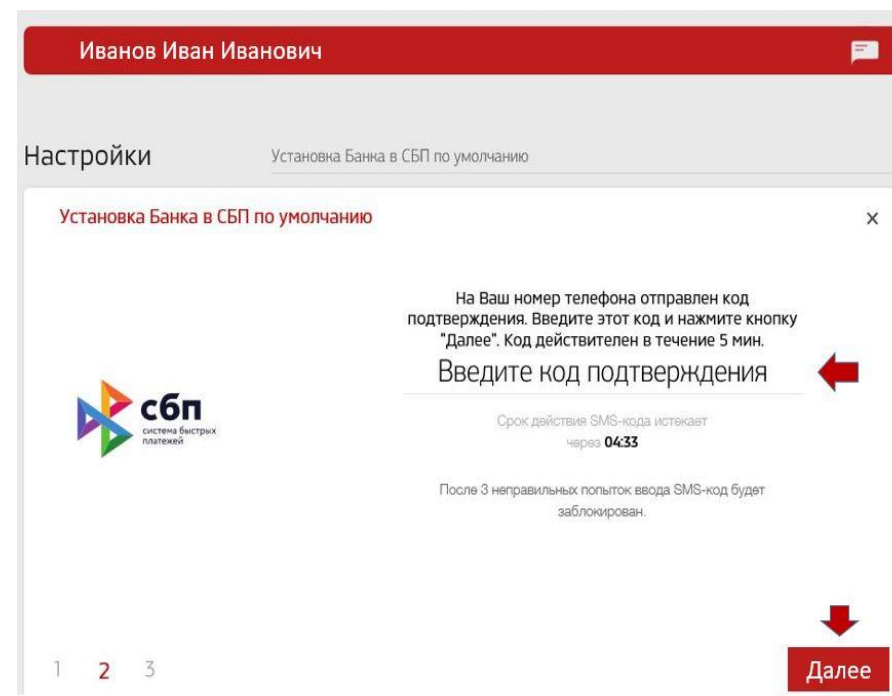 Иванов Иван Иванович
Настройки
Установка Банка в СБП по умолчанию
Установка Банка в СБП по умолчанию
×
На Ваш номер телефона отправлен код
подтверждения. Введите этот код и нажмите кнопку
"Далее". Код действителен в течение 5 мин.
Введите код подтверждения
сбп
система быстрых
платежей
Срок действия SMS-кода истекает
через 04:33
После 3 неправильных попыток ввода SMS-код будет
заблокирован.
1 2 3
Далее